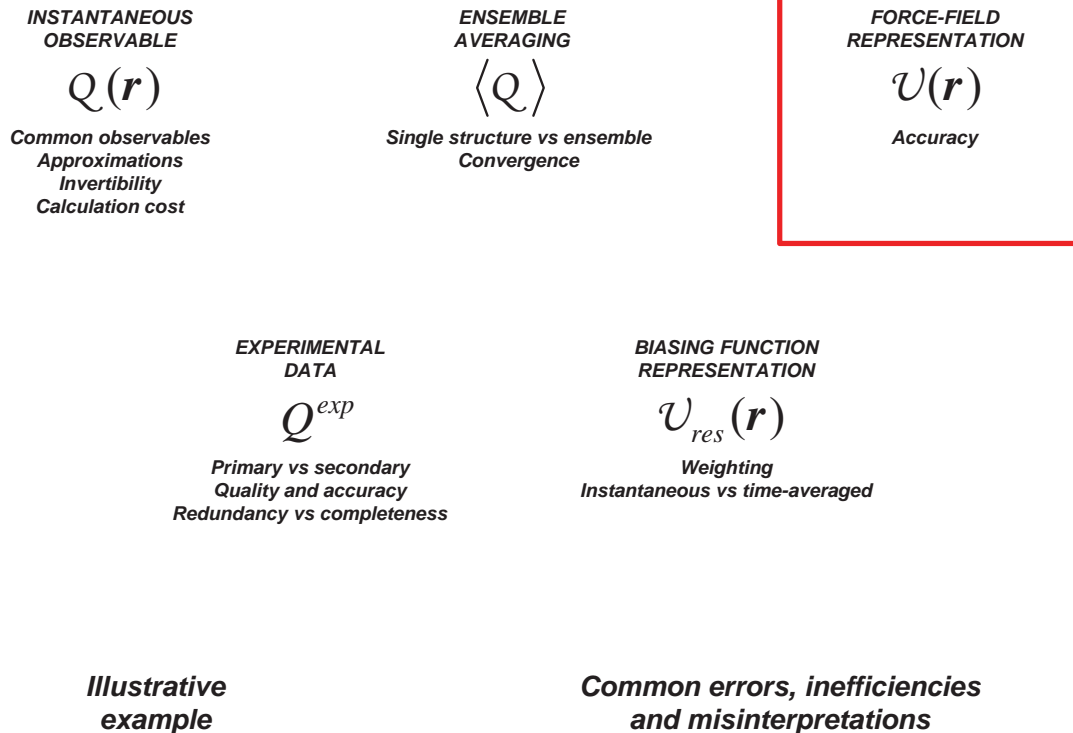 INSTANTANEOUS
OBSERVABLE
Q(r)
Common observables
Approximations
Invertibility
Calculation cost
ENSEMBLE
AVERAGING
⟨Q⟩
Single structure vs ensemble
Convergence
FORCE-FIELD
REPRESENTATION
𝒰(r)
Accuracy
EXPERIMENTAL
DATA
Q^exp
Primary vs secondary
Quality and accuracy
Redundancy vs completeness
BIASING FUNCTION
REPRESENTATION
𝒰_res(r)
Weighting
Instantaneous vs time-averaged
Illustrative
example
Common errors, inefficiencies
and misinterpretations